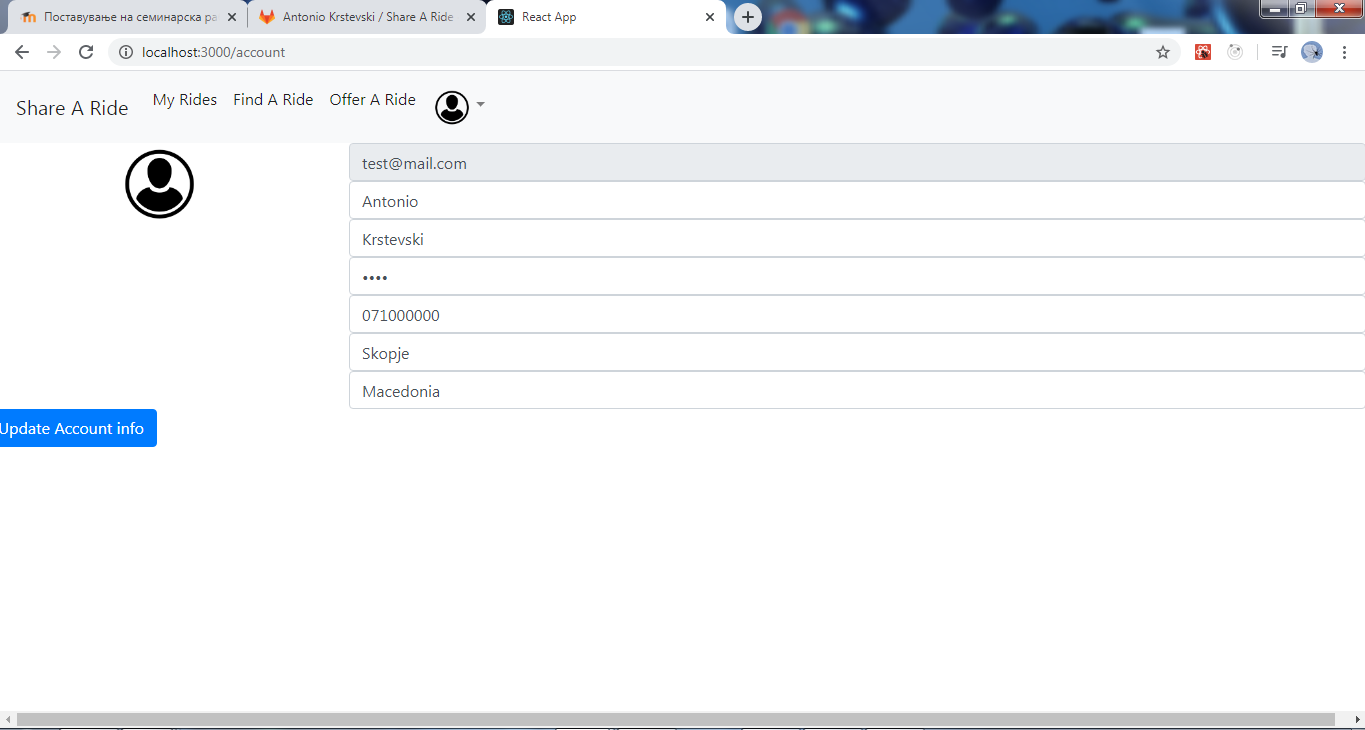 Поставување на семинарска ра
Antonio Krstevski / Share A Ride
React App
localhost:3000/account
Share A Ride
My Rides
Find A Ride
Offer A Ride
test@mail.com
Antonio
Krstevski
••••
071000000
Skopje
Macedonia
Update Account info